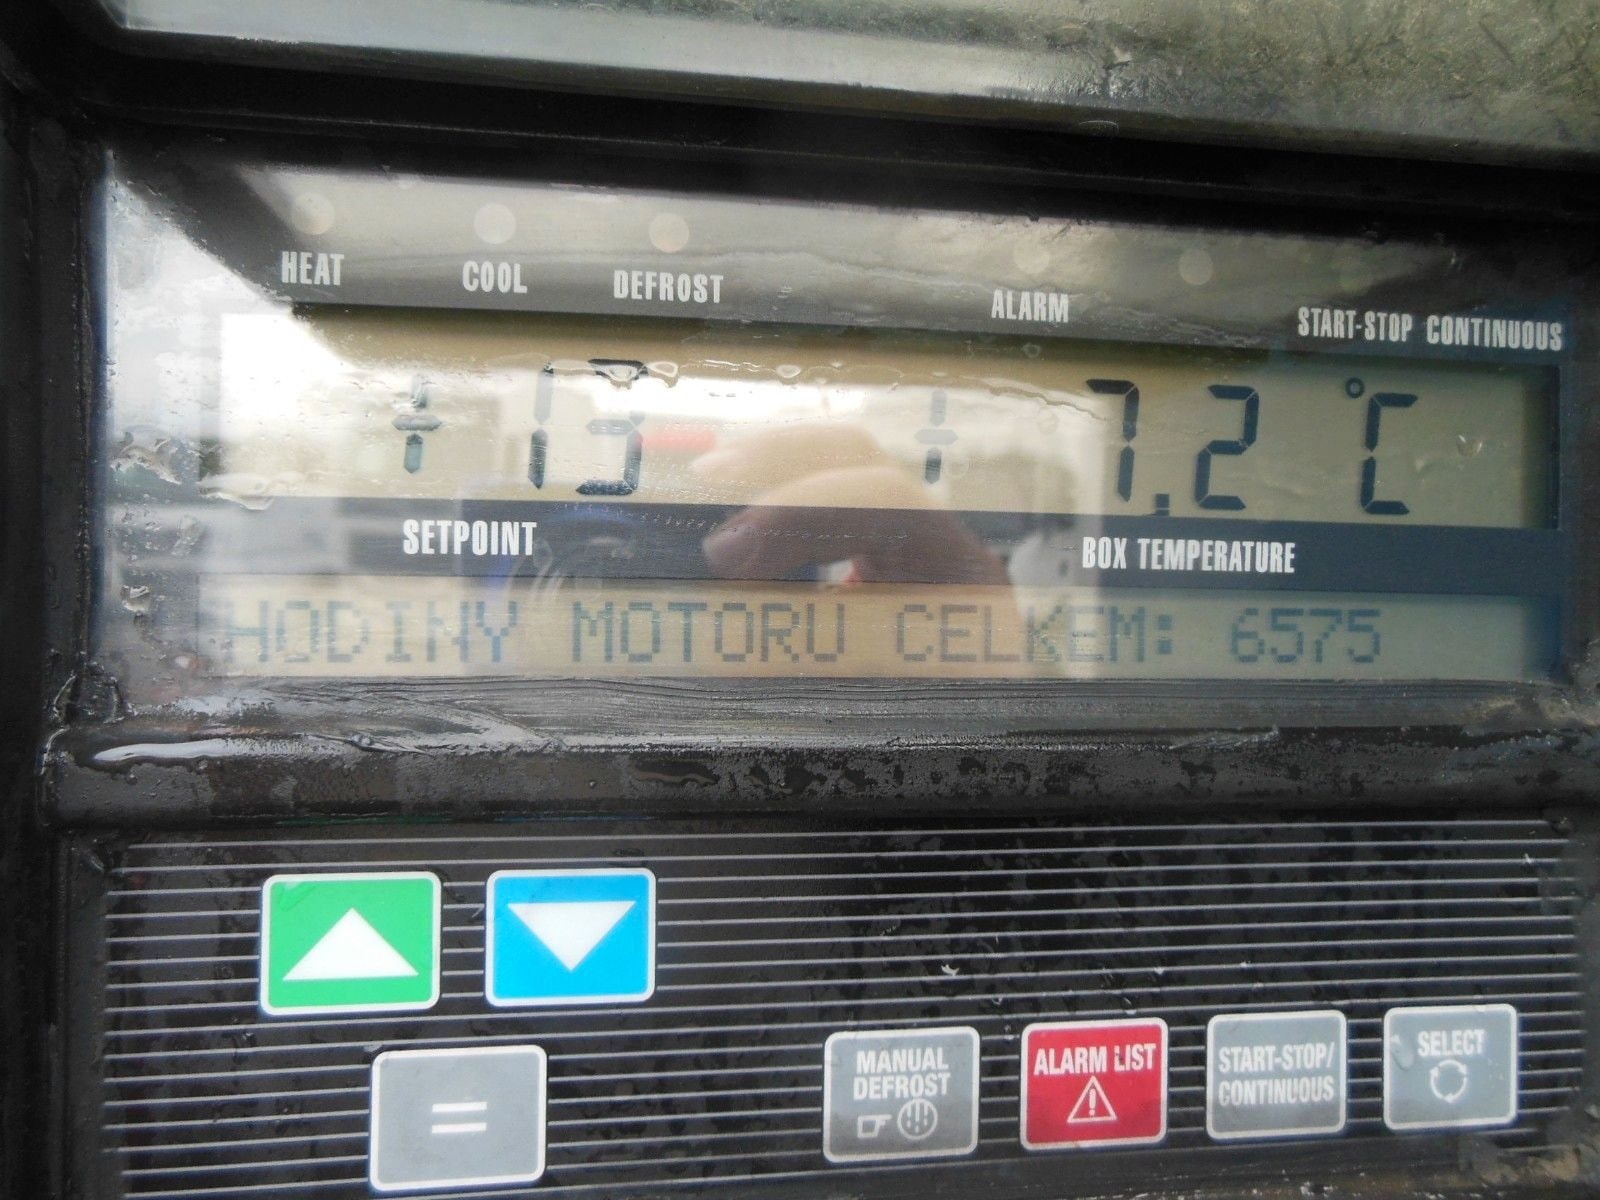 HEAT COOL DEFROST ALARM START-STOP CONTINUOUS
+ 13 + 7.2 °C
SETPOINT BOX TEMPERATURE
HODINY MOTORU CELKEM: 6575
=
MANUAL DEFROST
ALARM LIST
START-STOP/
CONTINUOUS
SELECT